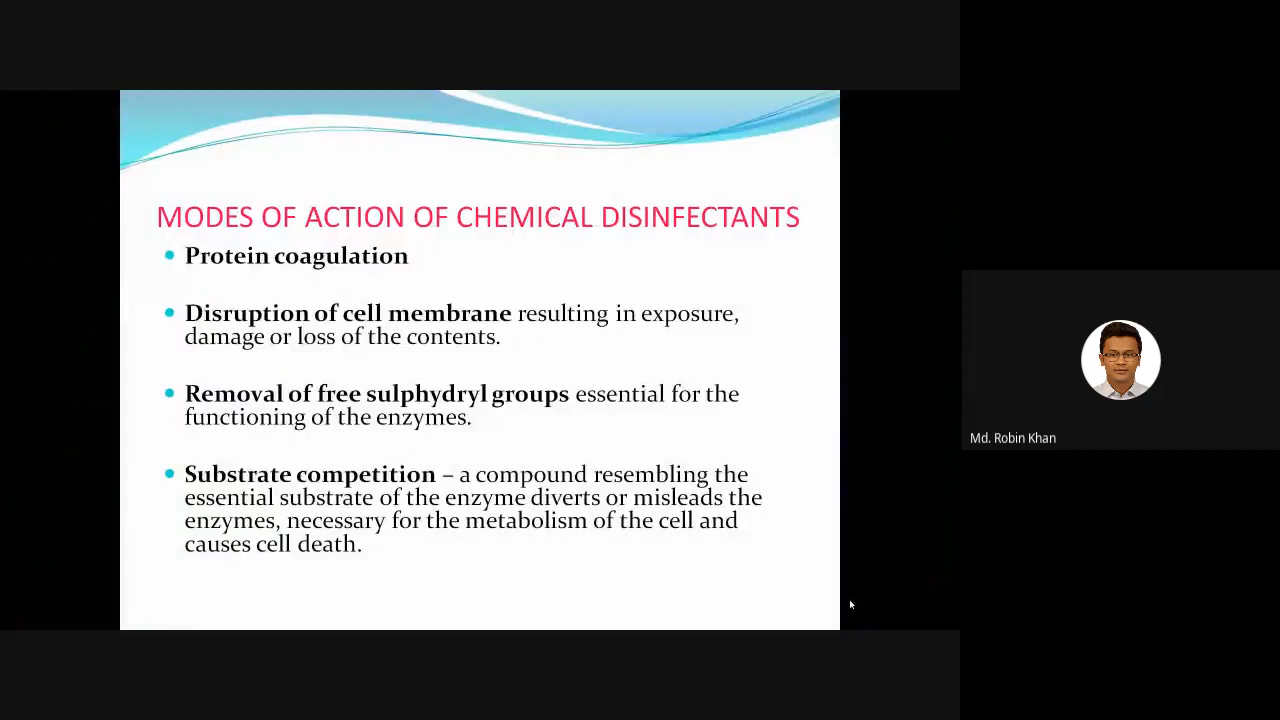 MODES OF ACTION OF CHEMICAL DISINFECTANTS
Protein coagulation
Disruption of cell membrane resulting in exposure,
damage or loss of the contents.
Removal of free sulphydryl groups essential for the
functioning of the enzymes.
Substrate competition – a compound resembling the
essential substrate of the enzyme diverts or misleads the
enzymes, necessary for the metabolism of the cell and
causes cell death.
Md. Robin Khan